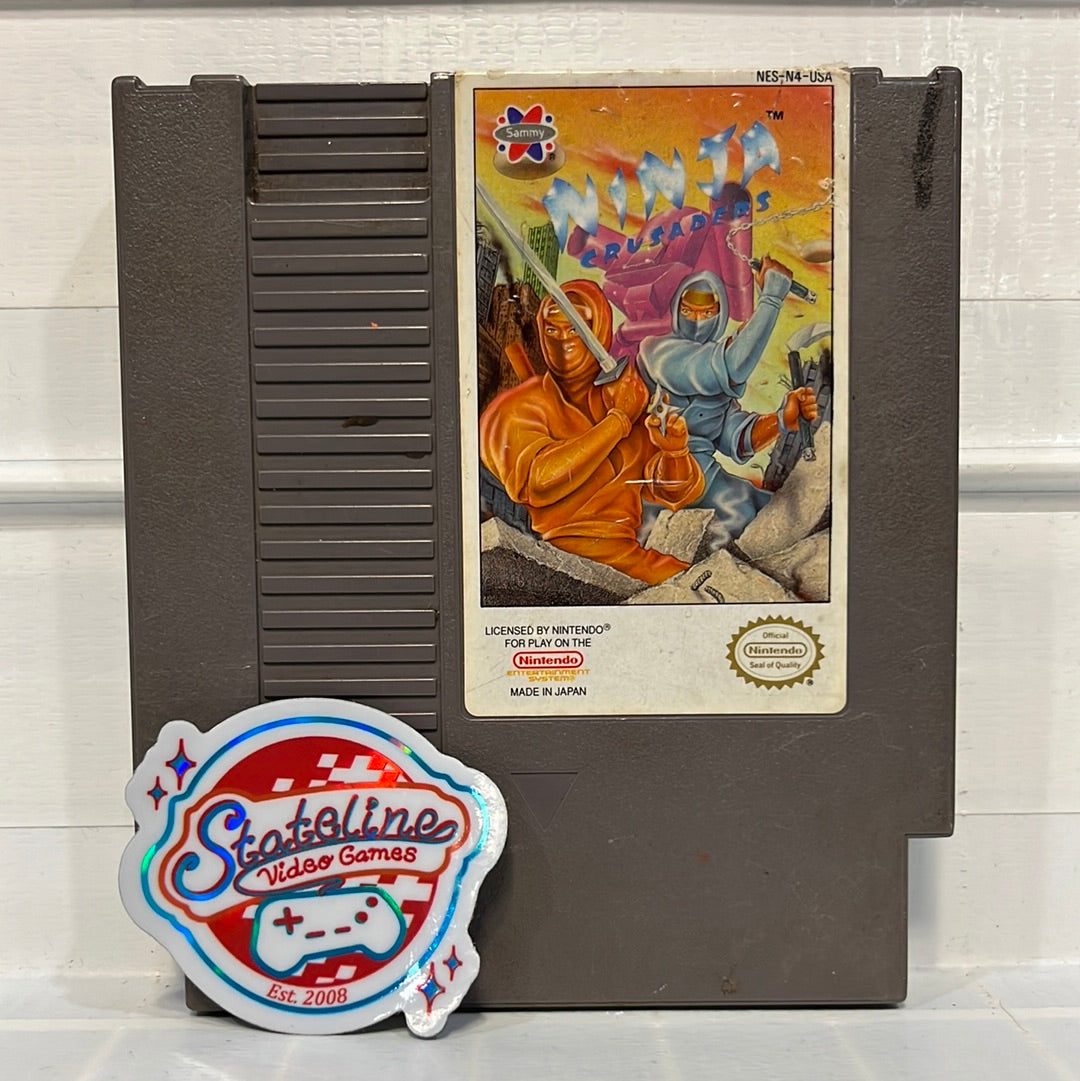 NES-N4-USA
Sammy
®
TM
NINJA
CRUSADERS
LICENSED BY NINTENDO®
FOR PLAY ON THE
Nintendo
ENTERTAINMENT
SYSTEM®
MADE IN JAPAN
Official
Nintendo
Seal of Quality
®
Stateline
Video Games
Est. 2008